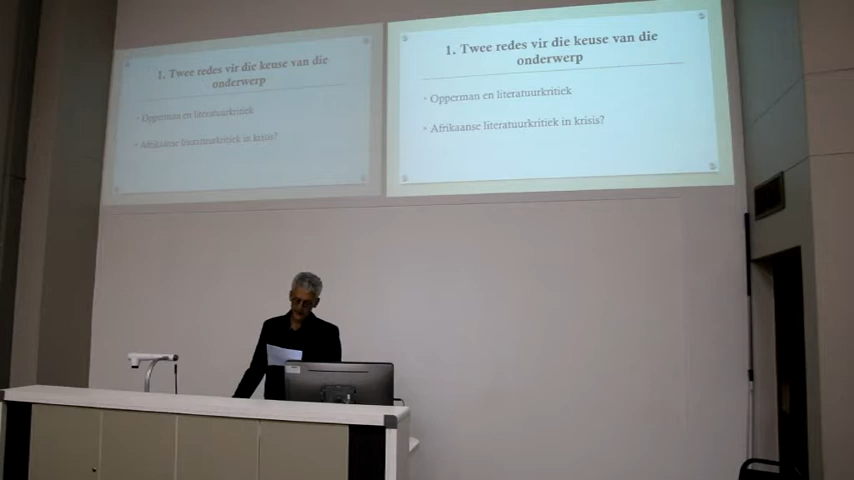 1. Twee redes vir die keuse van die
onderwerp
• Opperman en literatuurkritiek
• Afrikaanse literatuurkritiek in krisis?
1. Twee redes vir die keuse van die
onderwerp
• Opperman en literatuurkritiek
• Afrikaanse literatuurkritiek in krisis?